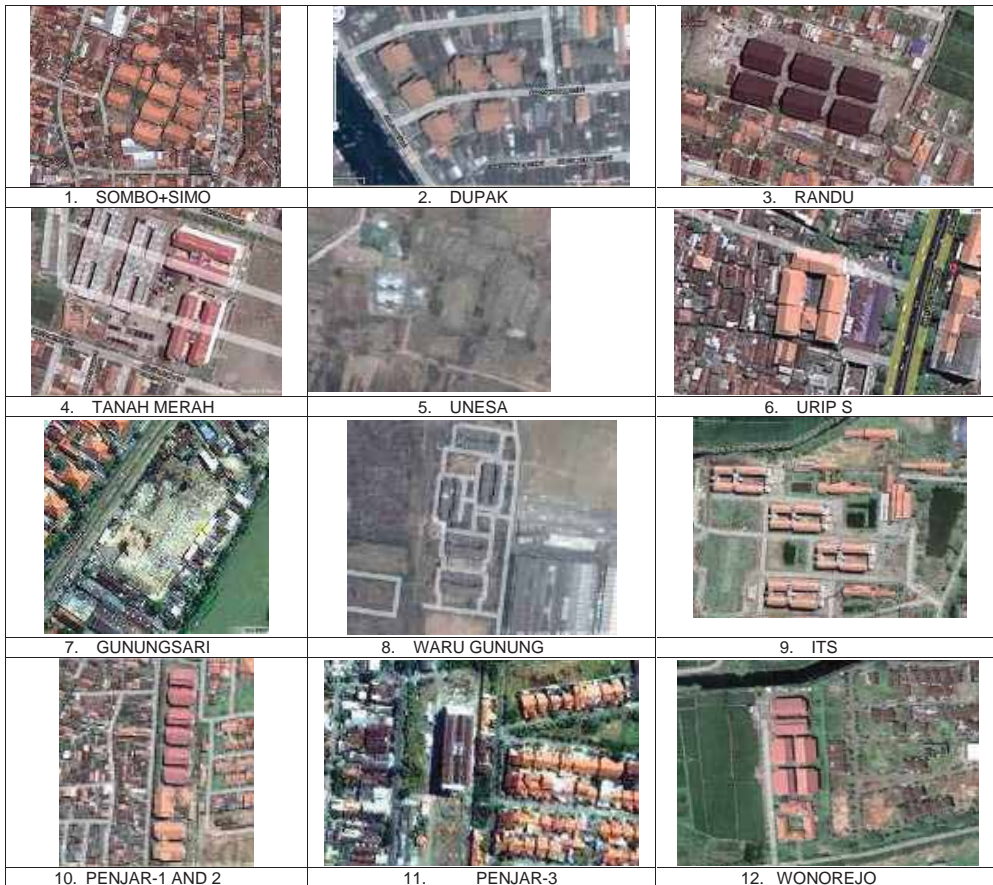 1. SOMBO+SIMO
2. DUPAK
3. RANDU
4. TANAH MERAH
5. UNESA
6. URIP S
7. GUNUNGSARI
8. WARU GUNUNG
9. ITS
10. PENJAR-1 AND 2
11. PENJAR-3
12. WONOREJO